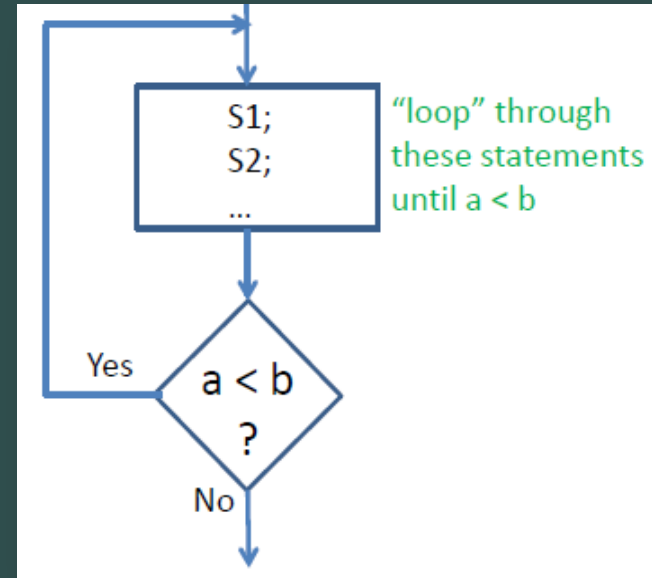 S1;
S2;
...
“loop” through
these statements
until a < b
Yes
a < b
?
No